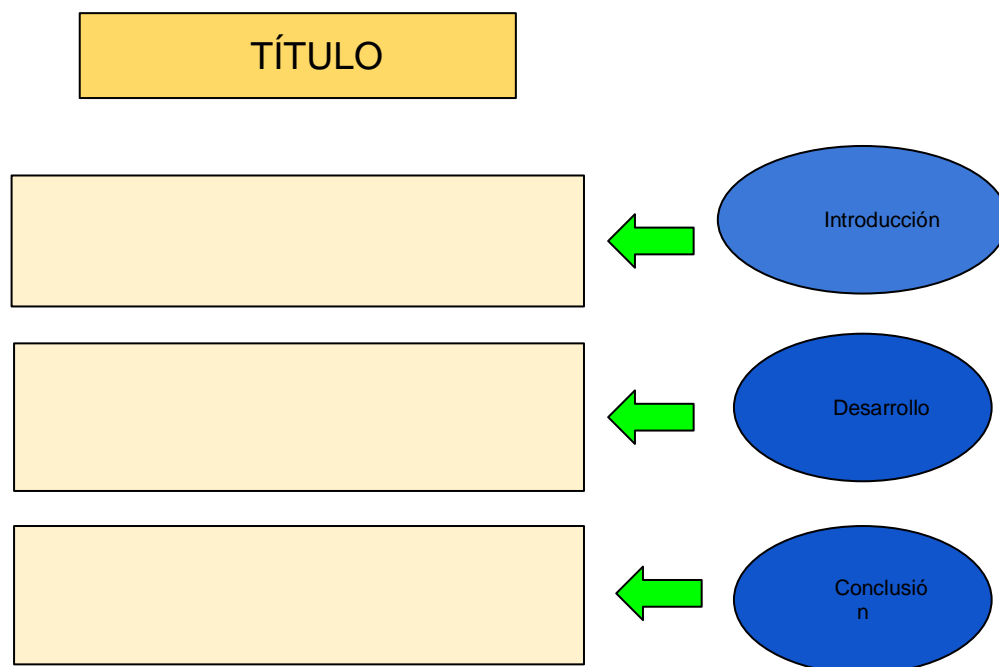 TÍTULO
Introducción
Desarrollo
Conclusió
n